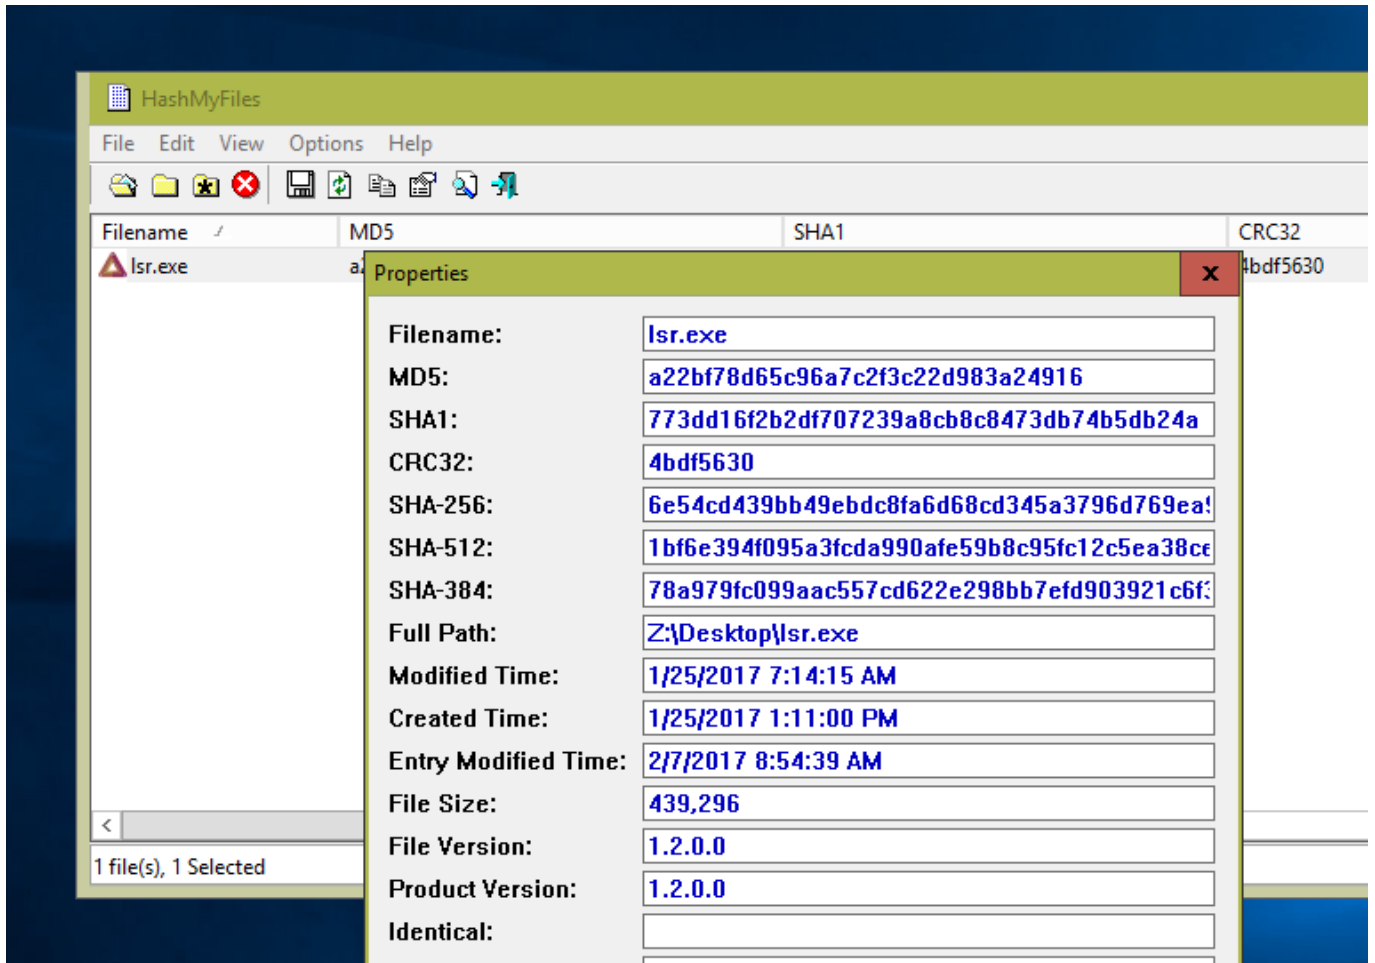 HashMyFiles
File Edit View Options Help
Filename MD5 SHA1 CRC32
lsr.exe 4bdf5630
Properties x
Filename: lsr.exe
MD5: a22bf78d65c96a7c2f3c22d983a24916
SHA1: 773dd16f2b2df707239a8cb8c8473db74b5db24a
CRC32: 4bdf5630
SHA-256: 6e54cd439bb49ebdc8fa6d68cd345a3796d769ea
SHA-512: 1bf6e394f095a3fcda990afe59b8c95fc12c5ea38ce
SHA-384: 78a979fc099aac557cd622e298bb7efd903921c6f
Full Path: Z:\Desktop\lsr.exe
Modified Time: 1/25/2017 7:14:15 AM
Created Time: 1/25/2017 1:11:00 PM
Entry Modified Time: 2/7/2017 8:54:39 AM
File Size: 439,296
File Version: 1.2.0.0
Product Version: 1.2.0.0
Identical:
1 file(s), 1 Selected